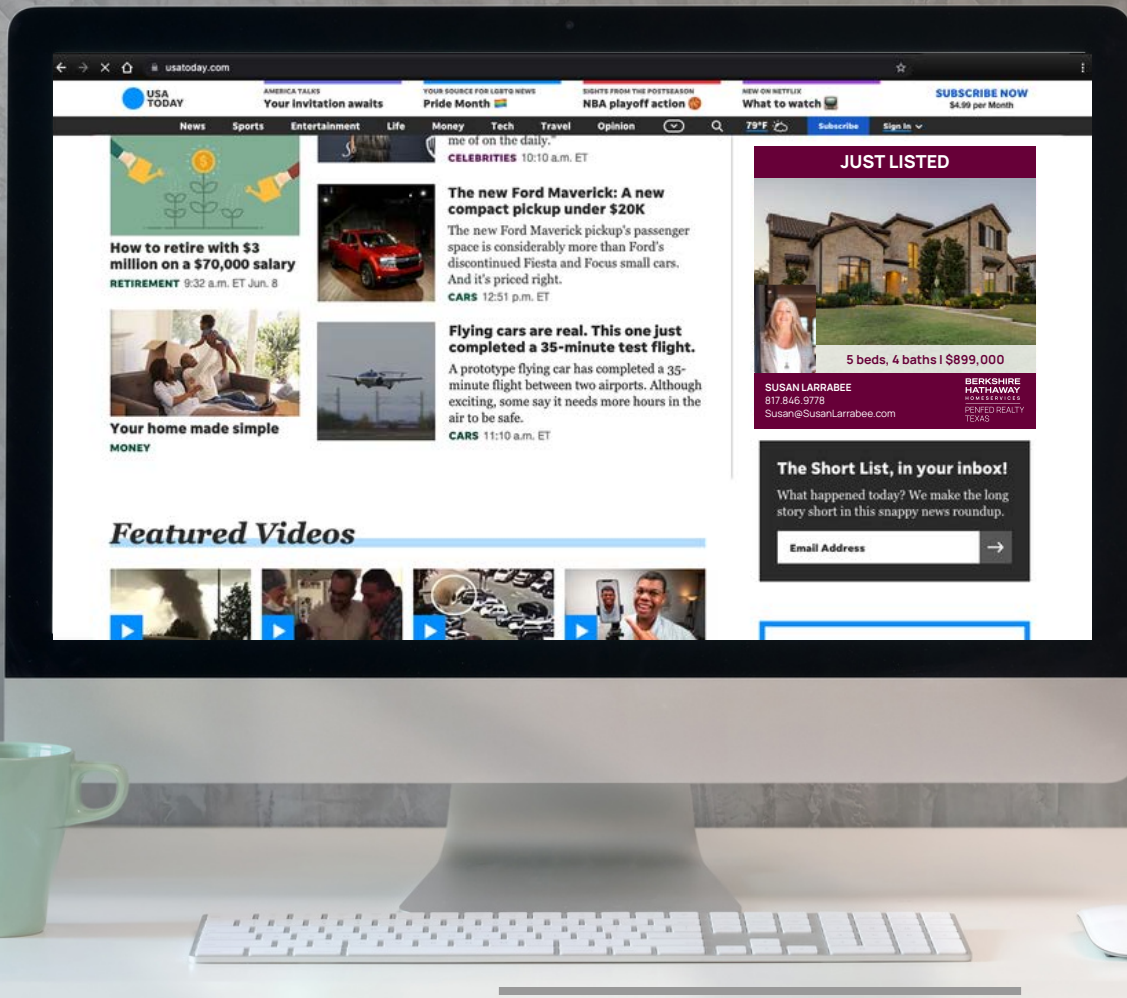 usatoday.com
USA
TODAY
AMERICA TALKS
Your invitation awaits
YOUR SOURCE FOR LGBTQ NEWS
Pride Month
SIGHTS FROM THE POSTSEASON
NBA playoff action
NEW ON NETFLIX
What to watch
SUBSCRIBE NOW
$4.99 per Month
News Sports Entertainment Life Money Tech Travel Opinion 79°F Subscribe Sign In
How to retire with $3
million on a $70,000 salary
RETIREMENT 9:32 a.m. ET Jun. 8
Your home made simple
MONEY
me of on the daily."
CELEBRITIES 10:10 a.m. ET
The new Ford Maverick: A new
compact pickup under $20K
The new Ford Maverick pickup's passenger
space is considerably more than Ford's
discontinued Fiesta and Focus small cars.
And it's priced right.
CARS 12:51 p.m. ET
Flying cars are real. This one just
completed a 35-minute test flight.
A prototype flying car has completed a 35-
minute flight between two airports. Although
exciting, some say it needs more hours in the
air to be safe.
CARS 11:10 a.m. ET
JUST LISTED
5 beds, 4 baths | $899,000
SUSAN LARRABEE
817.846.9778
Susan@SusanLarrabee.com
BERKSHIRE
HATHAWAY
HOMESERVICES
PENFED REALTY
TEXAS
The Short List, in your inbox!
What happened today? We make the long
story short in this snappy news roundup.
Email Address
Featured Videos